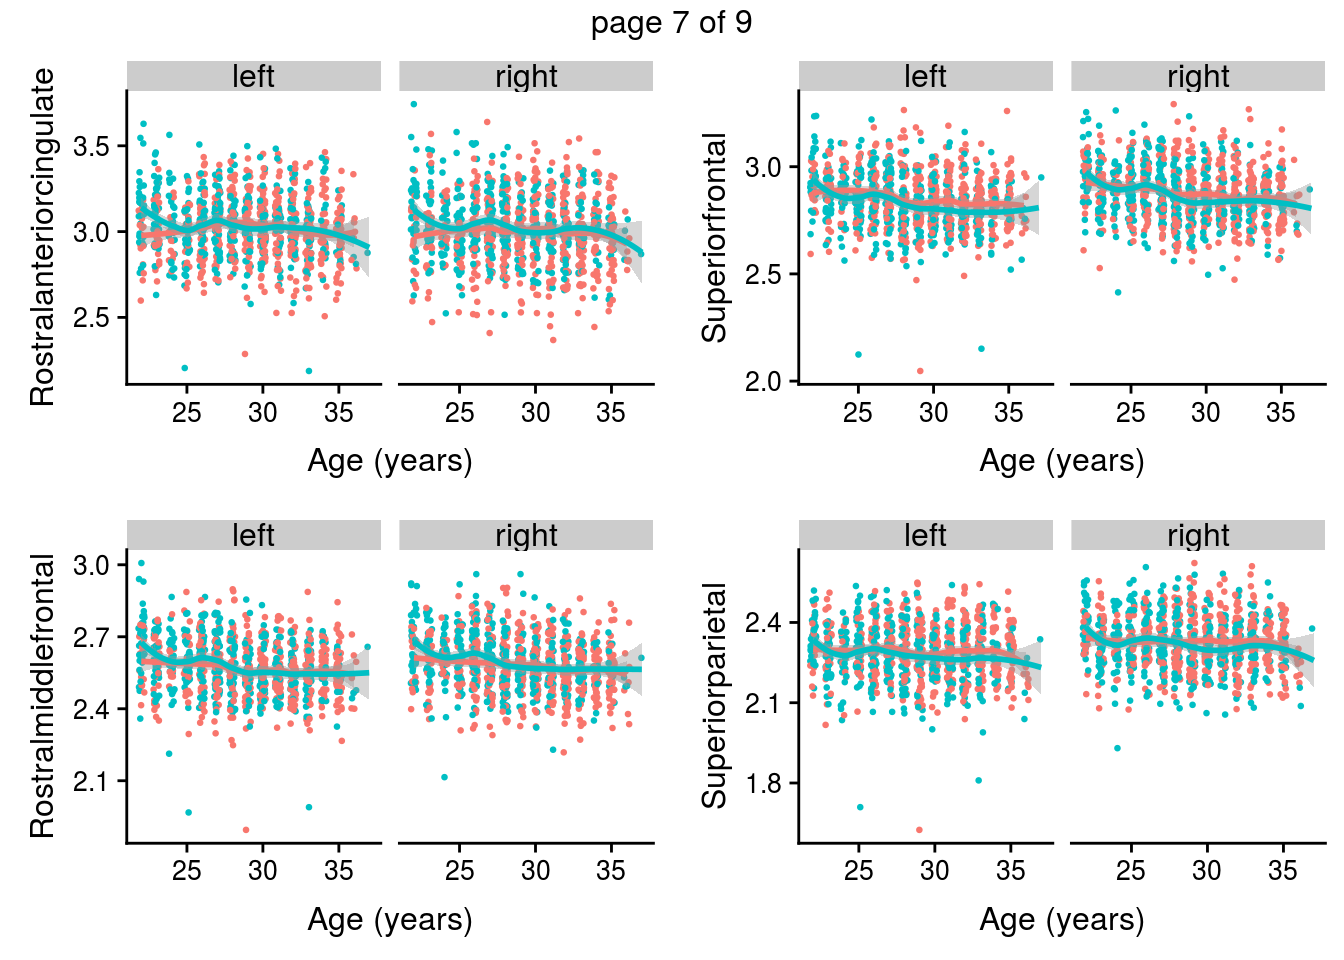 page 7 of 9
left right
Rostralanteriorcingulate
3.5
3.0
2.5
25 30 35 25 30 35
Age (years)
left right
Superiorfrontal
3.0
2.5
2.0
25 30 35 25 30 35
Age (years)
left right
Rostralmiddlefrontal
3.0
2.7
2.4
2.1
25 30 35 25 30 35
Age (years)
left right
Superiorparietal
2.4
2.1
1.8
25 30 35 25 30 35
Age (years)